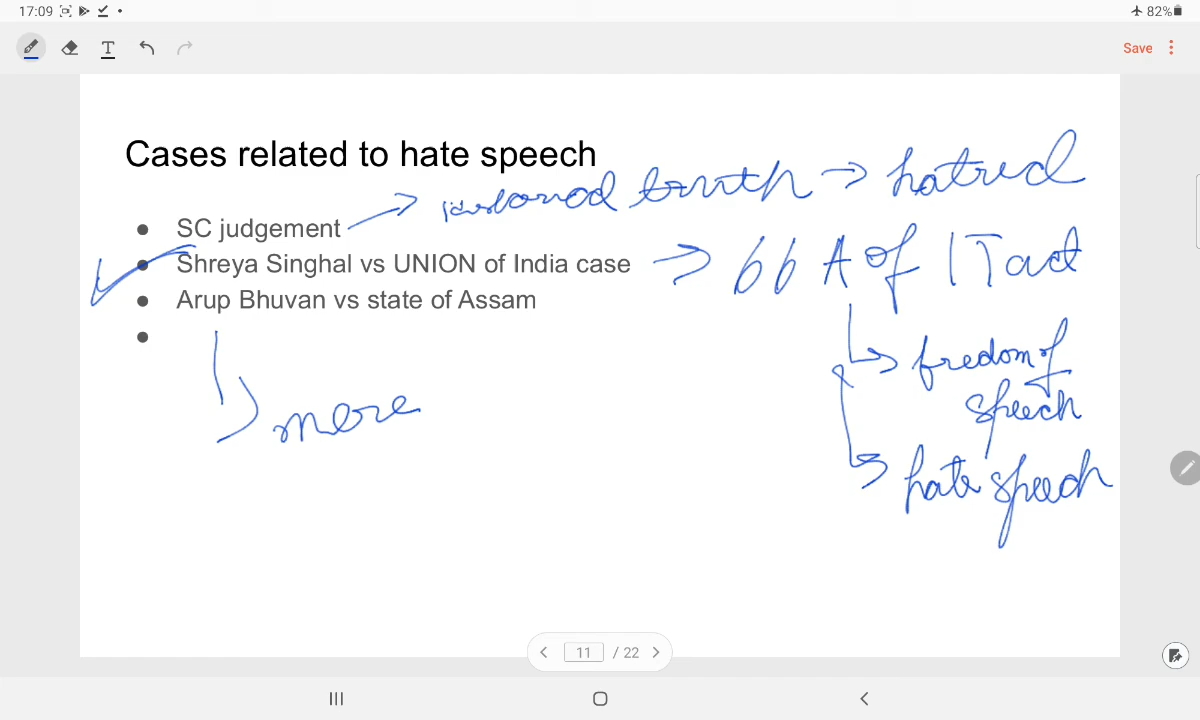 17:09
82%
Save
Cases related to hate speech
truth → hatred
• SC judgement →
• Shreya Singhal vs UNION of India case → 66 A of IT act
• Arup Bhuvan vs state of Assam
•
→ fredom of
speech
→ more
→ hate speech
11 / 22